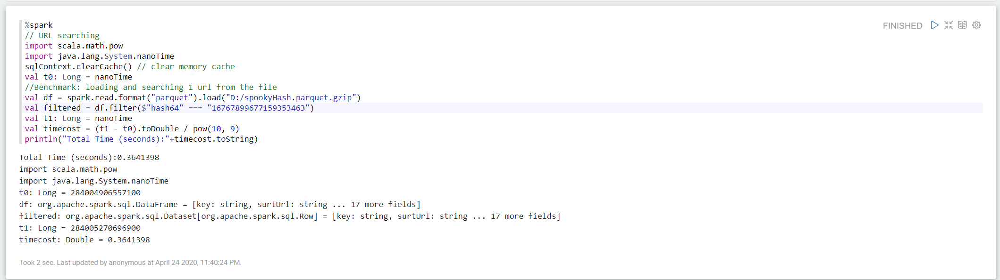 %spark
FINISHED
// URL searching
import scala.math.pow
import java.lang.System.nanoTime
sqlContext.clearCache() // clear memory cache
val t0: Long = nanoTime
//Benchmark: loading and searching 1 url from the file
val df = spark.read.format("parquet").load("D:/spookyHash.parquet.gzip")
val filtered = df.filter($"hash64" === "16767899677159353463")
val t1: Long = nanoTime
val timecost = (t1 - t0).toDouble / pow(10, 9)
println("Total Time (seconds):"+timecost.toString)
Total Time (seconds):0.3641398
import scala.math.pow
import java.lang.System.nanoTime
t0: Long = 284004906557100
df: org.apache.spark.sql.DataFrame = [key: string, surtUrl: string ... 17 more fields]
filtered: org.apache.spark.sql.Dataset[org.apache.spark.sql.Row] = [key: string, surtUrl: string ... 17 more fields]
t1: Long = 284005270696900
timecost: Double = 0.3641398
Took 2 sec. Last updated by anonymous at April 24 2020, 11:40:24 PM.